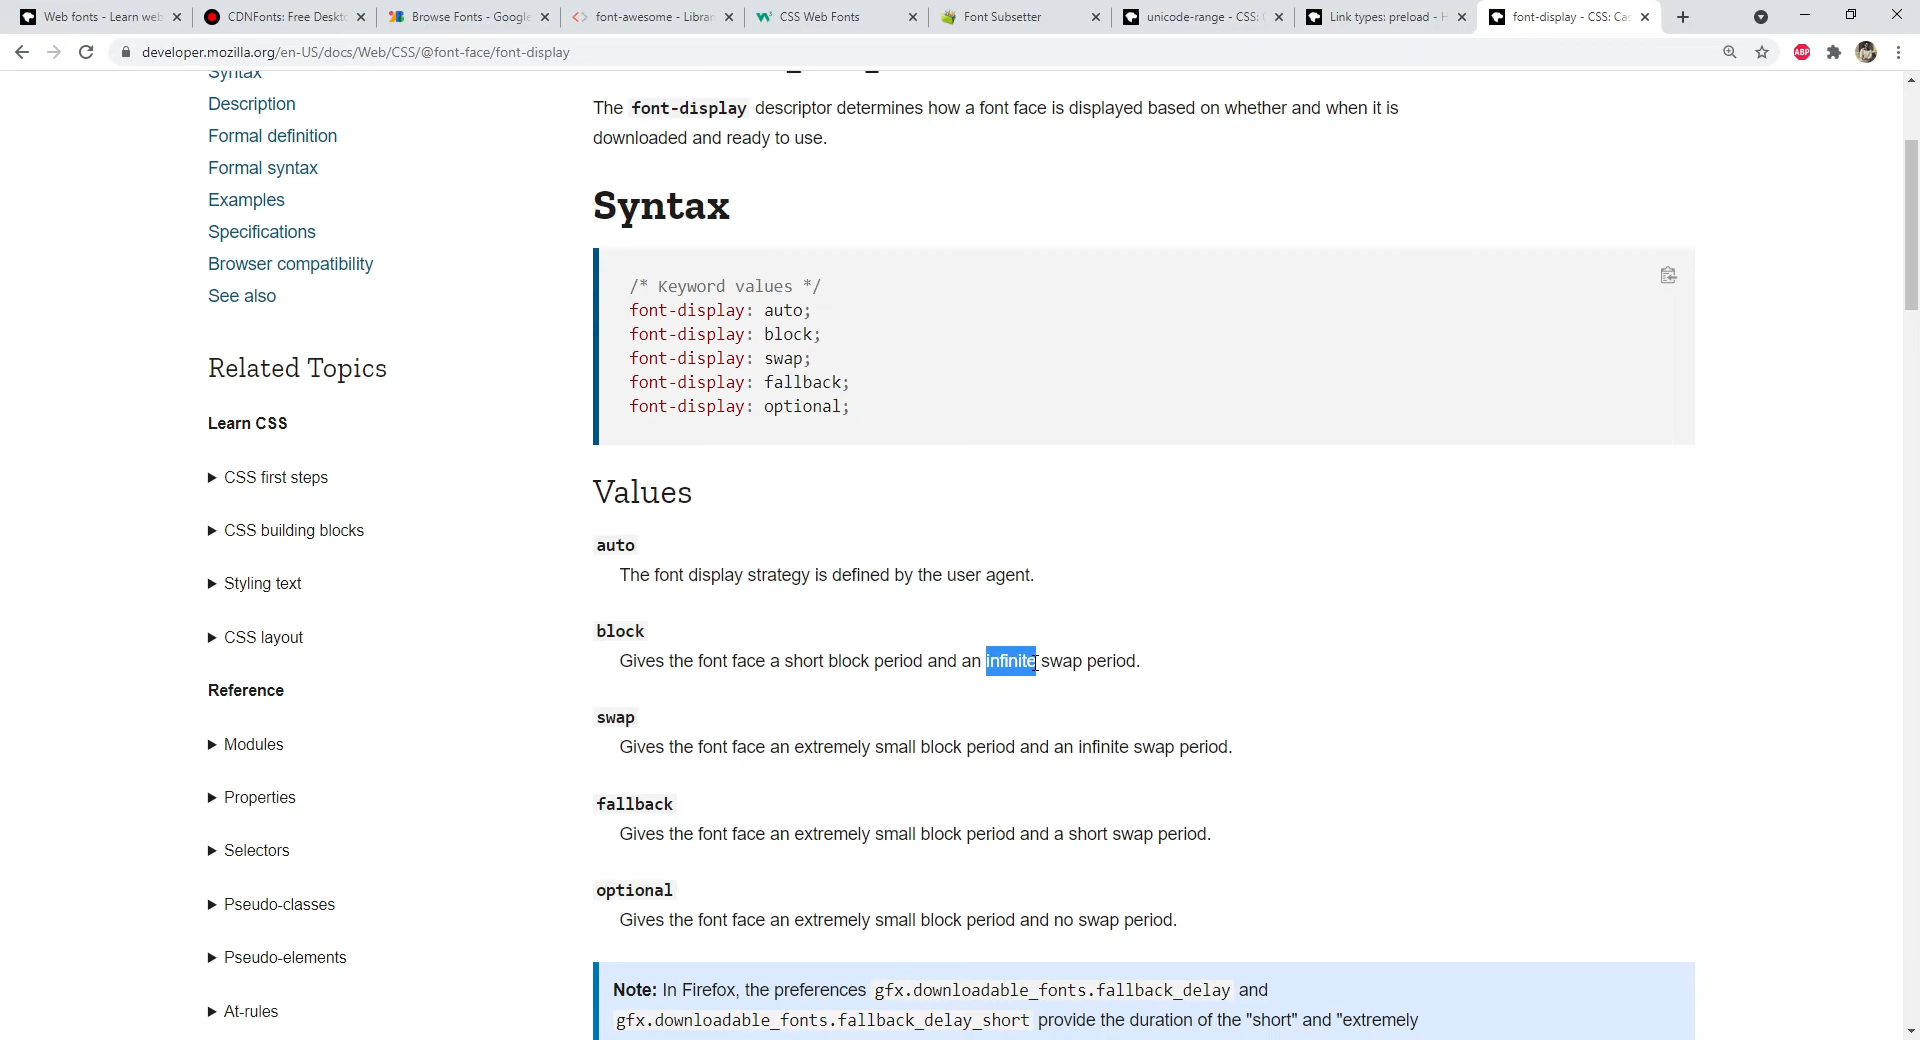 Web fonts - Learn web
CDNFonts: Free Deskt
Browse Fonts - Google
font-awesome - Librar
CSS Web Fonts
Font Subsetter
unicode-range - CSS:
Link types: preload - H
font-display - CSS: Cas
developer.mozilla.org/en-US/docs/Web/CSS/@font-face/font-display
ABP
Syntax
Description
Formal definition
Formal syntax
Examples
Specifications
Browser compatibility
See also
Related Topics
Learn CSS
CSS first steps
CSS building blocks
Styling text
CSS layout
Reference
Modules
Properties
Selectors
Pseudo-classes
Pseudo-elements
At-rules
The font-display descriptor determines how a font face is displayed based on whether and when it is
downloaded and ready to use.
Syntax
/* Keyword values */
font-display: auto;
font-display: block;
font-display: swap;
font-display: fallback;
font-display: optional;
Values
auto
The font display strategy is defined by the user agent.
block
Gives the font face a short block period and an infinite swap period.
swap
Gives the font face an extremely small block period and an infinite swap period.
fallback
Gives the font face an extremely small block period and a short swap period.
optional
Gives the font face an extremely small block period and no swap period.
Note: In Firefox, the preferences gfx.downloadable_fonts.fallback_delay and
gfx.downloadable_fonts.fallback_delay_short provide the duration of the "short" and "extremely